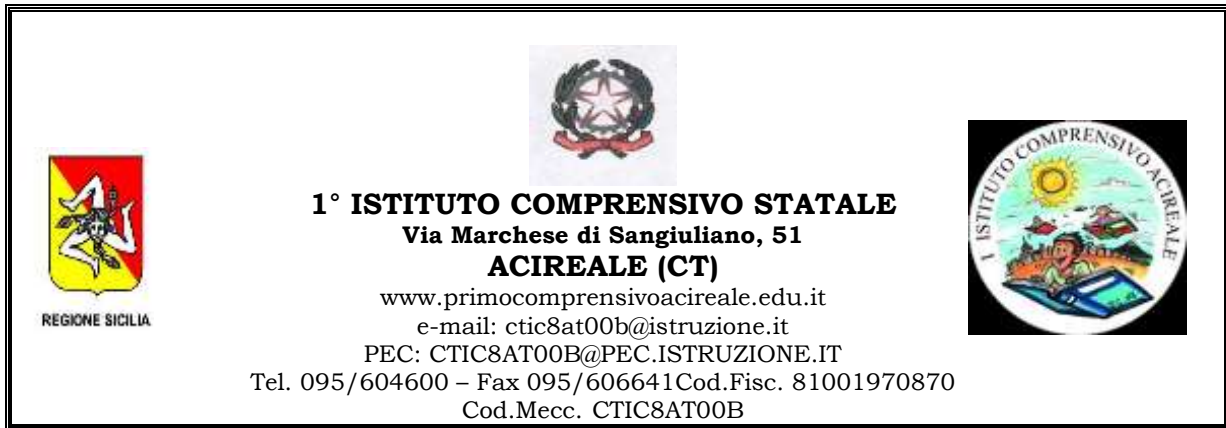 1° ISTITUTO COMPRENSIVO STATALE
Via Marchese di Sangiuliano, 51
ACIREALE (CT)
www.primocomprensivoacireale.edu.it
e-mail: ctic8at00b@istruzione.it
PEC: CTIC8AT00B@PEC.ISTRUZIONE.IT
Tel. 095/604600 – Fax 095/606641Cod.Fisc. 81001970870
Cod.Mecc. CTIC8AT00B
REGIONE SICILIA
I ISTITUTO COMPRENSIVO ACIREALE